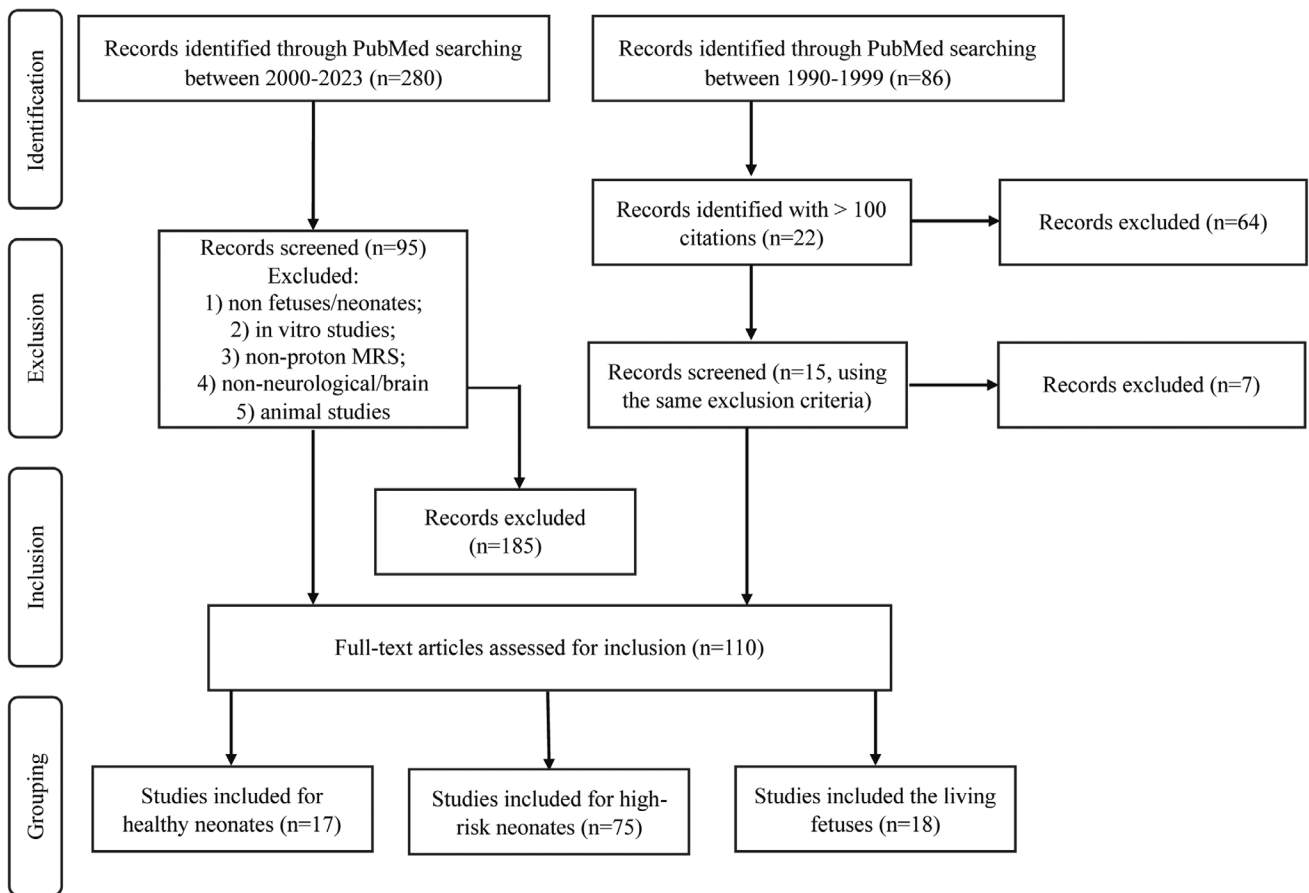 Identification
Records identified through PubMed searching
between 2000-2023 (n=280)
Records identified through PubMed searching
between 1990-1999 (n=86)
Records identified with > 100
citations (n=22)
Records excluded (n=64)
Exclusion
Records screened (n=95)
Excluded:
1) non fetuses/neonates;
2) in vitro studies;
3) non-proton MRS;
4) non-neurological/brain
5) animal studies
Records screened (n=15, using
the same exclusion criteria)
Records excluded (n=7)
Inclusion
Records excluded
(n=185)
Full-text articles assessed for inclusion (n=110)
Grouping
Studies included for
healthy neonates (n=17)
Studies included for high-
risk neonates (n=75)
Studies included the living
fetuses (n=18)